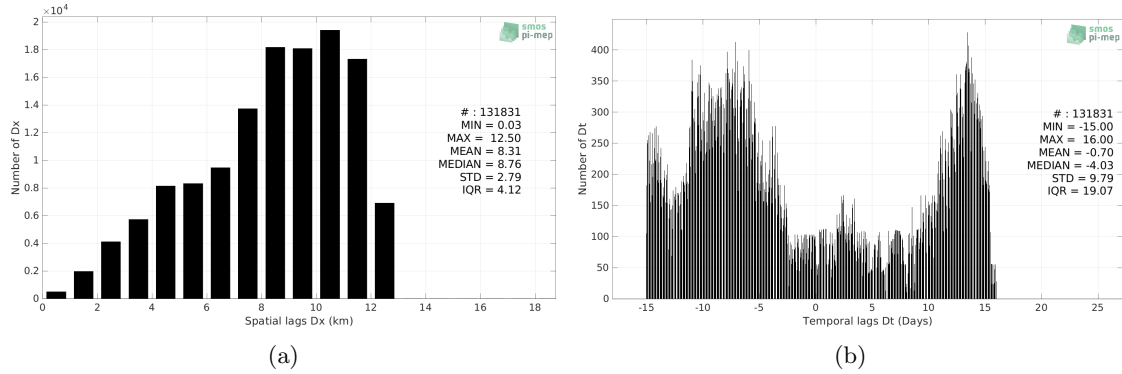 ×10⁴
2
1.8
1.6
1.4
1.2
1
0.8
0.6
0.4
0.2
0
Number of Dx
smos
pi-mep
# : 131831
MIN = 0.03
MAX = 12.50
MEAN = 8.31
MEDIAN = 8.76
STD = 2.79
IQR = 4.12
0 2 4 6 8 10 12 14 16 18
Spatial lags Dx (km)
(a)
400
350
300
250
200
150
100
50
0
Number of Dt
smos
pi-mep
# : 131831
MIN = -15.00
MAX = 16.00
MEAN = -0.70
MEDIAN = -4.03
STD = 9.79
IQR = 19.07
-15 -10 -5 0 5 10 15 20 25
Temporal lags Dt (Days)
(b)